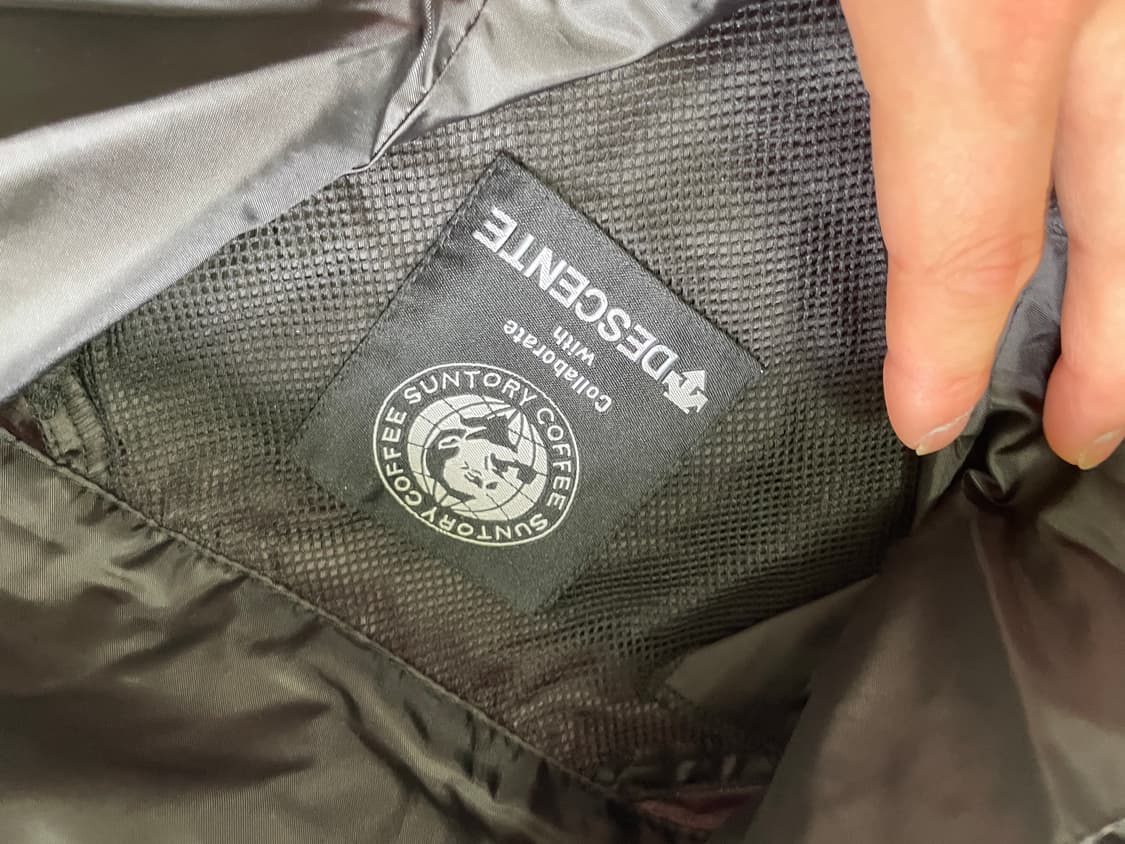 SUNTORY COFFEE SUNTORY COFFEE
Collaborate
with
DESCENTE